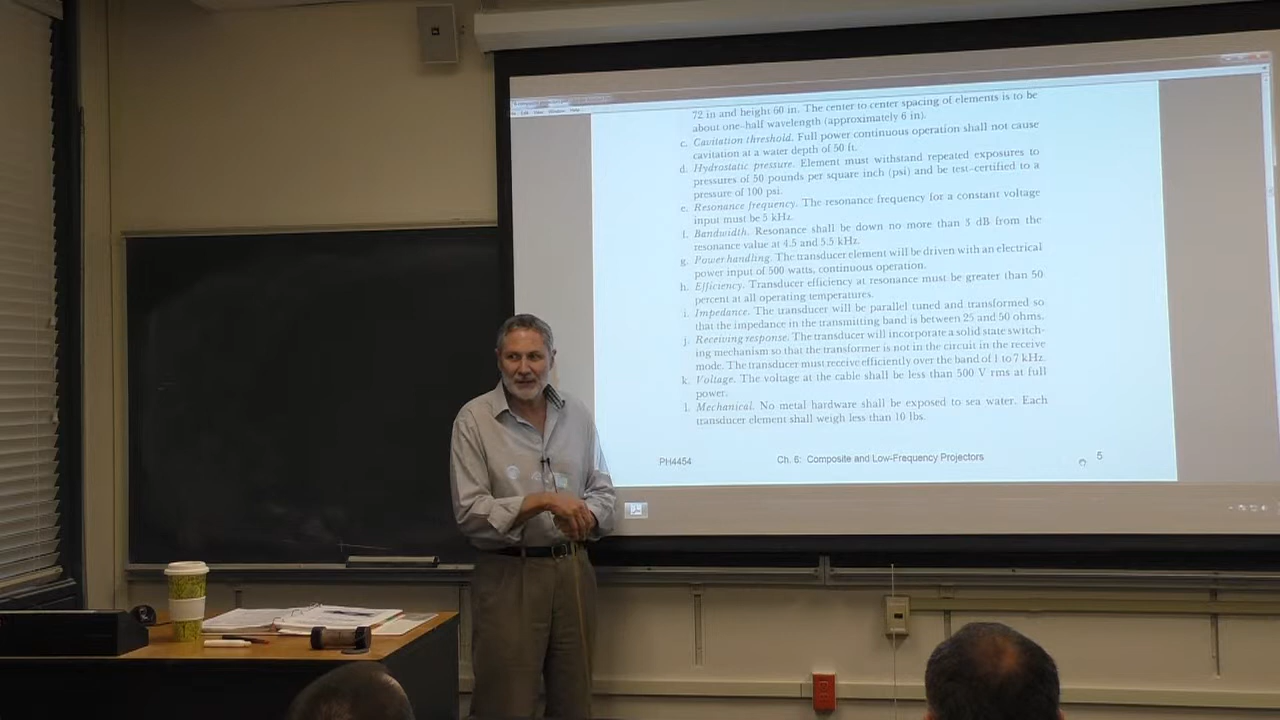 72 in and height 60 in. The center to center spacing of elements is to be
about one-half wavelength (approximately 6 in).
c. Cavitation threshold. Full power continuous operation shall not cause
cavitation at a water depth of 50 ft.
d. Hydrostatic pressure. Element must withstand repeated exposures to
pressures of 50 pounds per square inch (psi) and be test-certified to a
pressure of 100 psi.
e. Resonance frequency. The resonance frequency for a constant voltage
input must be 5 kHz.
f. Bandwidth. Resonance shall be down no more than 3 dB from the
resonance value at 4.5 and 5.5 kHz.
g. Power handling. The transducer element will be driven with an electrical
power input of 500 watts, continuous operation.
h. Efficiency. Transducer efficiency at resonance must be greater than 50
percent at all operating temperatures.
i. Impedance. The transducer will be parallel tuned and transformed so
that the impedance in the transmitting band is between 25 and 50 ohms.
j. Receiving response. The transducer will incorporate a solid state switch-
ing mechanism so that the transformer is not in the circuit in the receive
mode. The transducer must receive efficiently over the band of 1 to 7 kHz.
k. Voltage. The voltage at the cable shall be less than 500 V rms at full
power.
l. Mechanical. No metal hardware shall be exposed to sea water. Each
transducer element shall weigh less than 10 lbs.
PH4454 Ch. 6: Composite and Low-Frequency Projectors 5